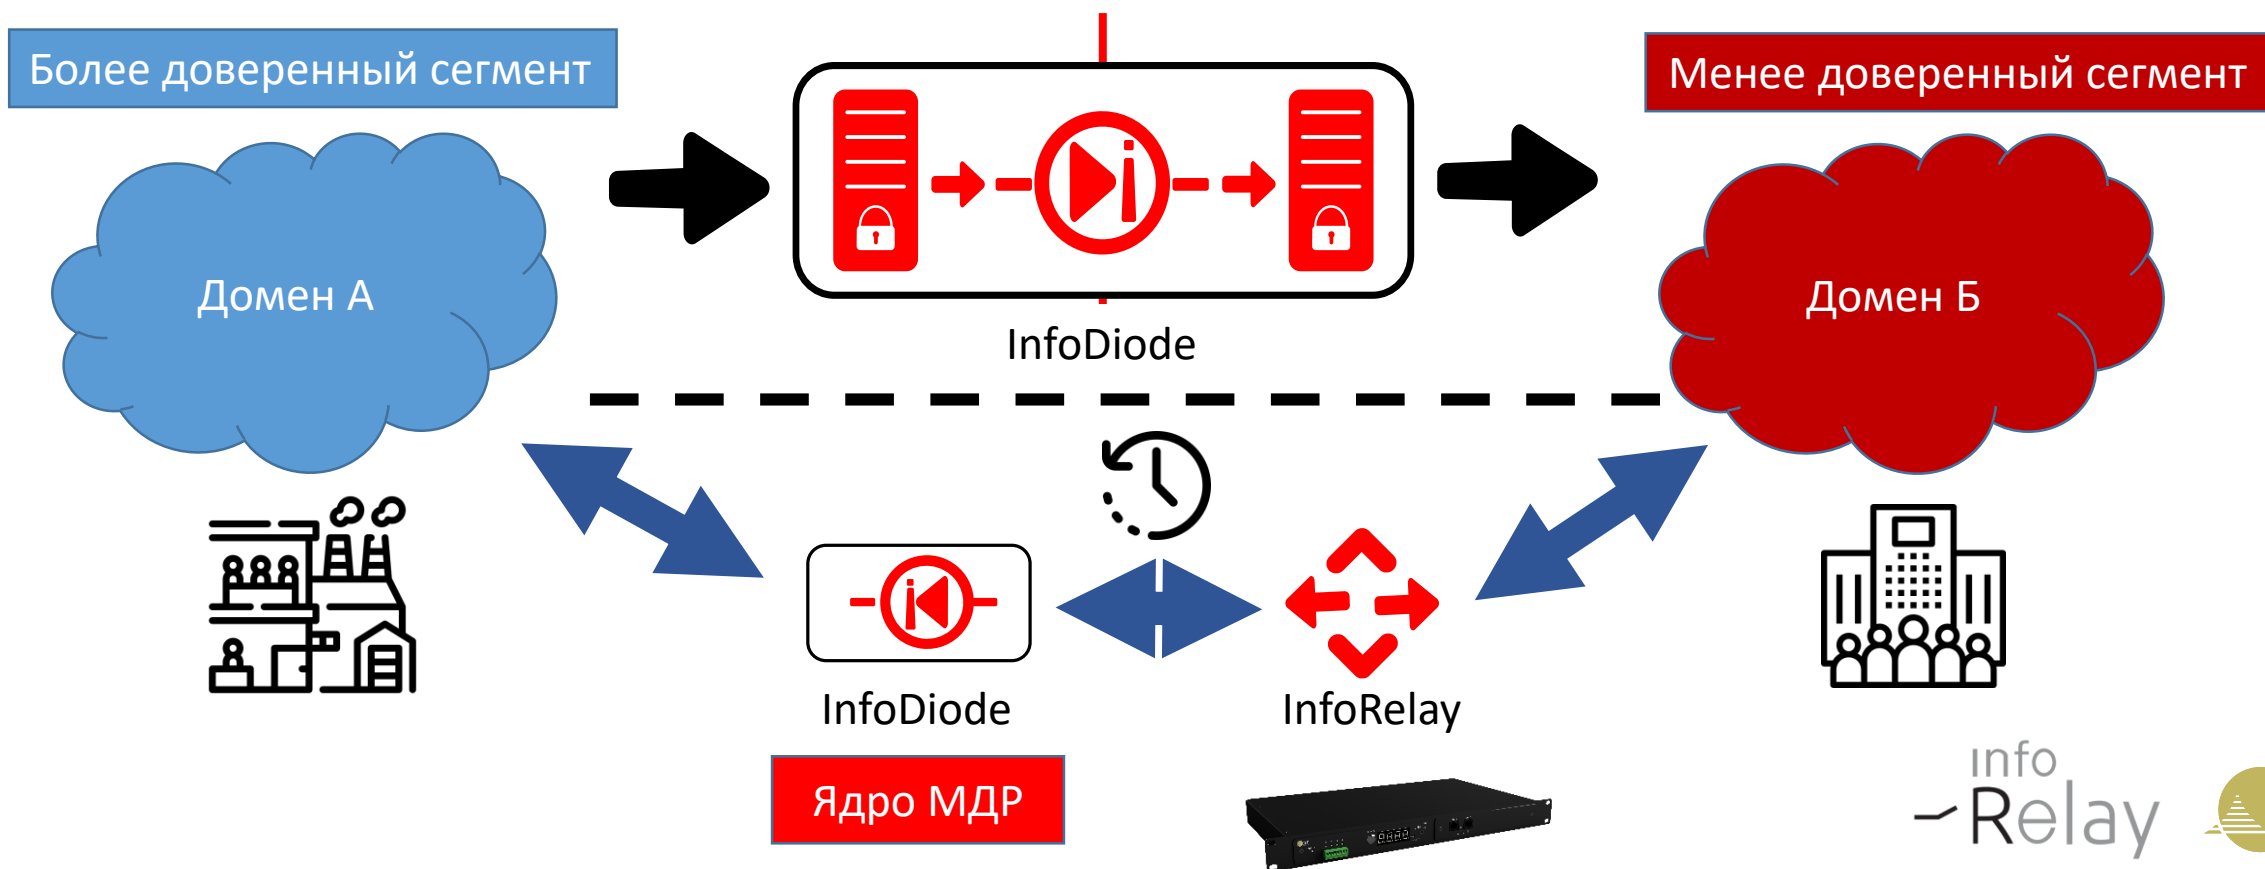 Более доверенный сегмент
Менее доверенный сегмент
Домен А
Домен Б
InfoDiode
InfoDiode
InfoRelay
Ядро МДР
info
Relay